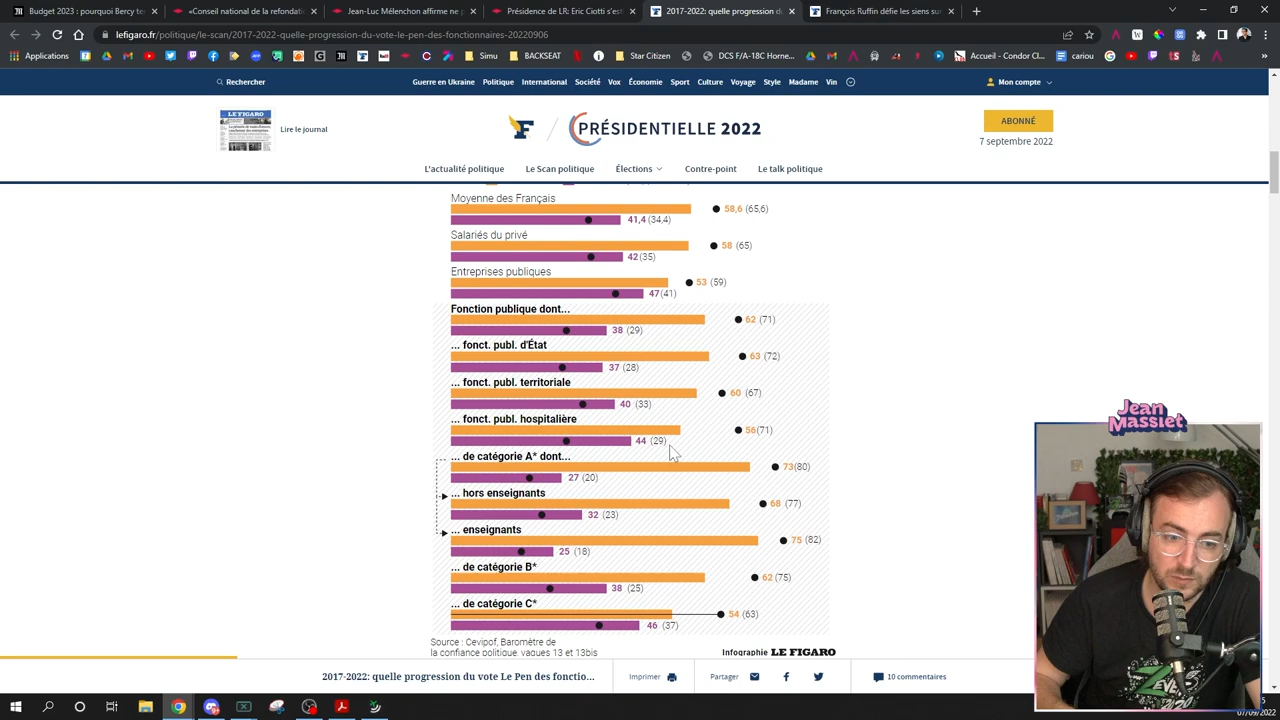 Budget 2023 : pourquoi Bercy tent
«Conseil national de la refondati
Jean-Luc Mélenchon affirme ne
Présidence de LR: Eric Ciotti s'est
2017-2022: quelle progression du
François Ruffin défie les siens sur
lefigaro.fr/politique/le-scan/2017-2022-quelle-progression-du-vote-le-pen-des-fonctionnaires-20220906
Applications
BACKSEAT
Star Citizen
DCS F/A-18C Horne...
Accueil - Condor Cl...
cariou
Google
Rechercher
Guerre en Ukraine Politique International Société Vox Économie Sport Culture Voyage Style Madame Vin
Mon compte
LE FIGARO
Lire le journal
F
PRÉSIDENTIELLE 2022
ABONNÉ
7 septembre 2022
L'actualité politique Le Scan politique Élections Contre-point Le talk politique
Moyenne des Français
58,6 (65,6)
41,4 (34,4)
Salariés du privé
58 (65)
42 (35)
Entreprises publiques
53 (59)
47 (41)
Fonction publique dont...
62 (71)
38 (29)
... fonct. publ. d'État
63 (72)
37 (28)
... fonct. publ. territoriale
60 (67)
40 (33)
... fonct. publ. hospitalière
56 (71)
44 (29)
... de catégorie A* dont...
73 (80)
27 (20)
... hors enseignants
68 (77)
32 (23)
... enseignants
75 (82)
25 (18)
... de catégorie B*
62 (75)
38 (25)
... de catégorie C*
54 (63)
46 (37)
Source : Cevipof, Baromètre de
la confiance politique, vagues 13 et 13bis
Infographie LE FIGARO
2017-2022: quelle progression du vote Le Pen des fonctio...
Imprimer
Partager
10 commentaires
Jean
Massiet
07/09/2022